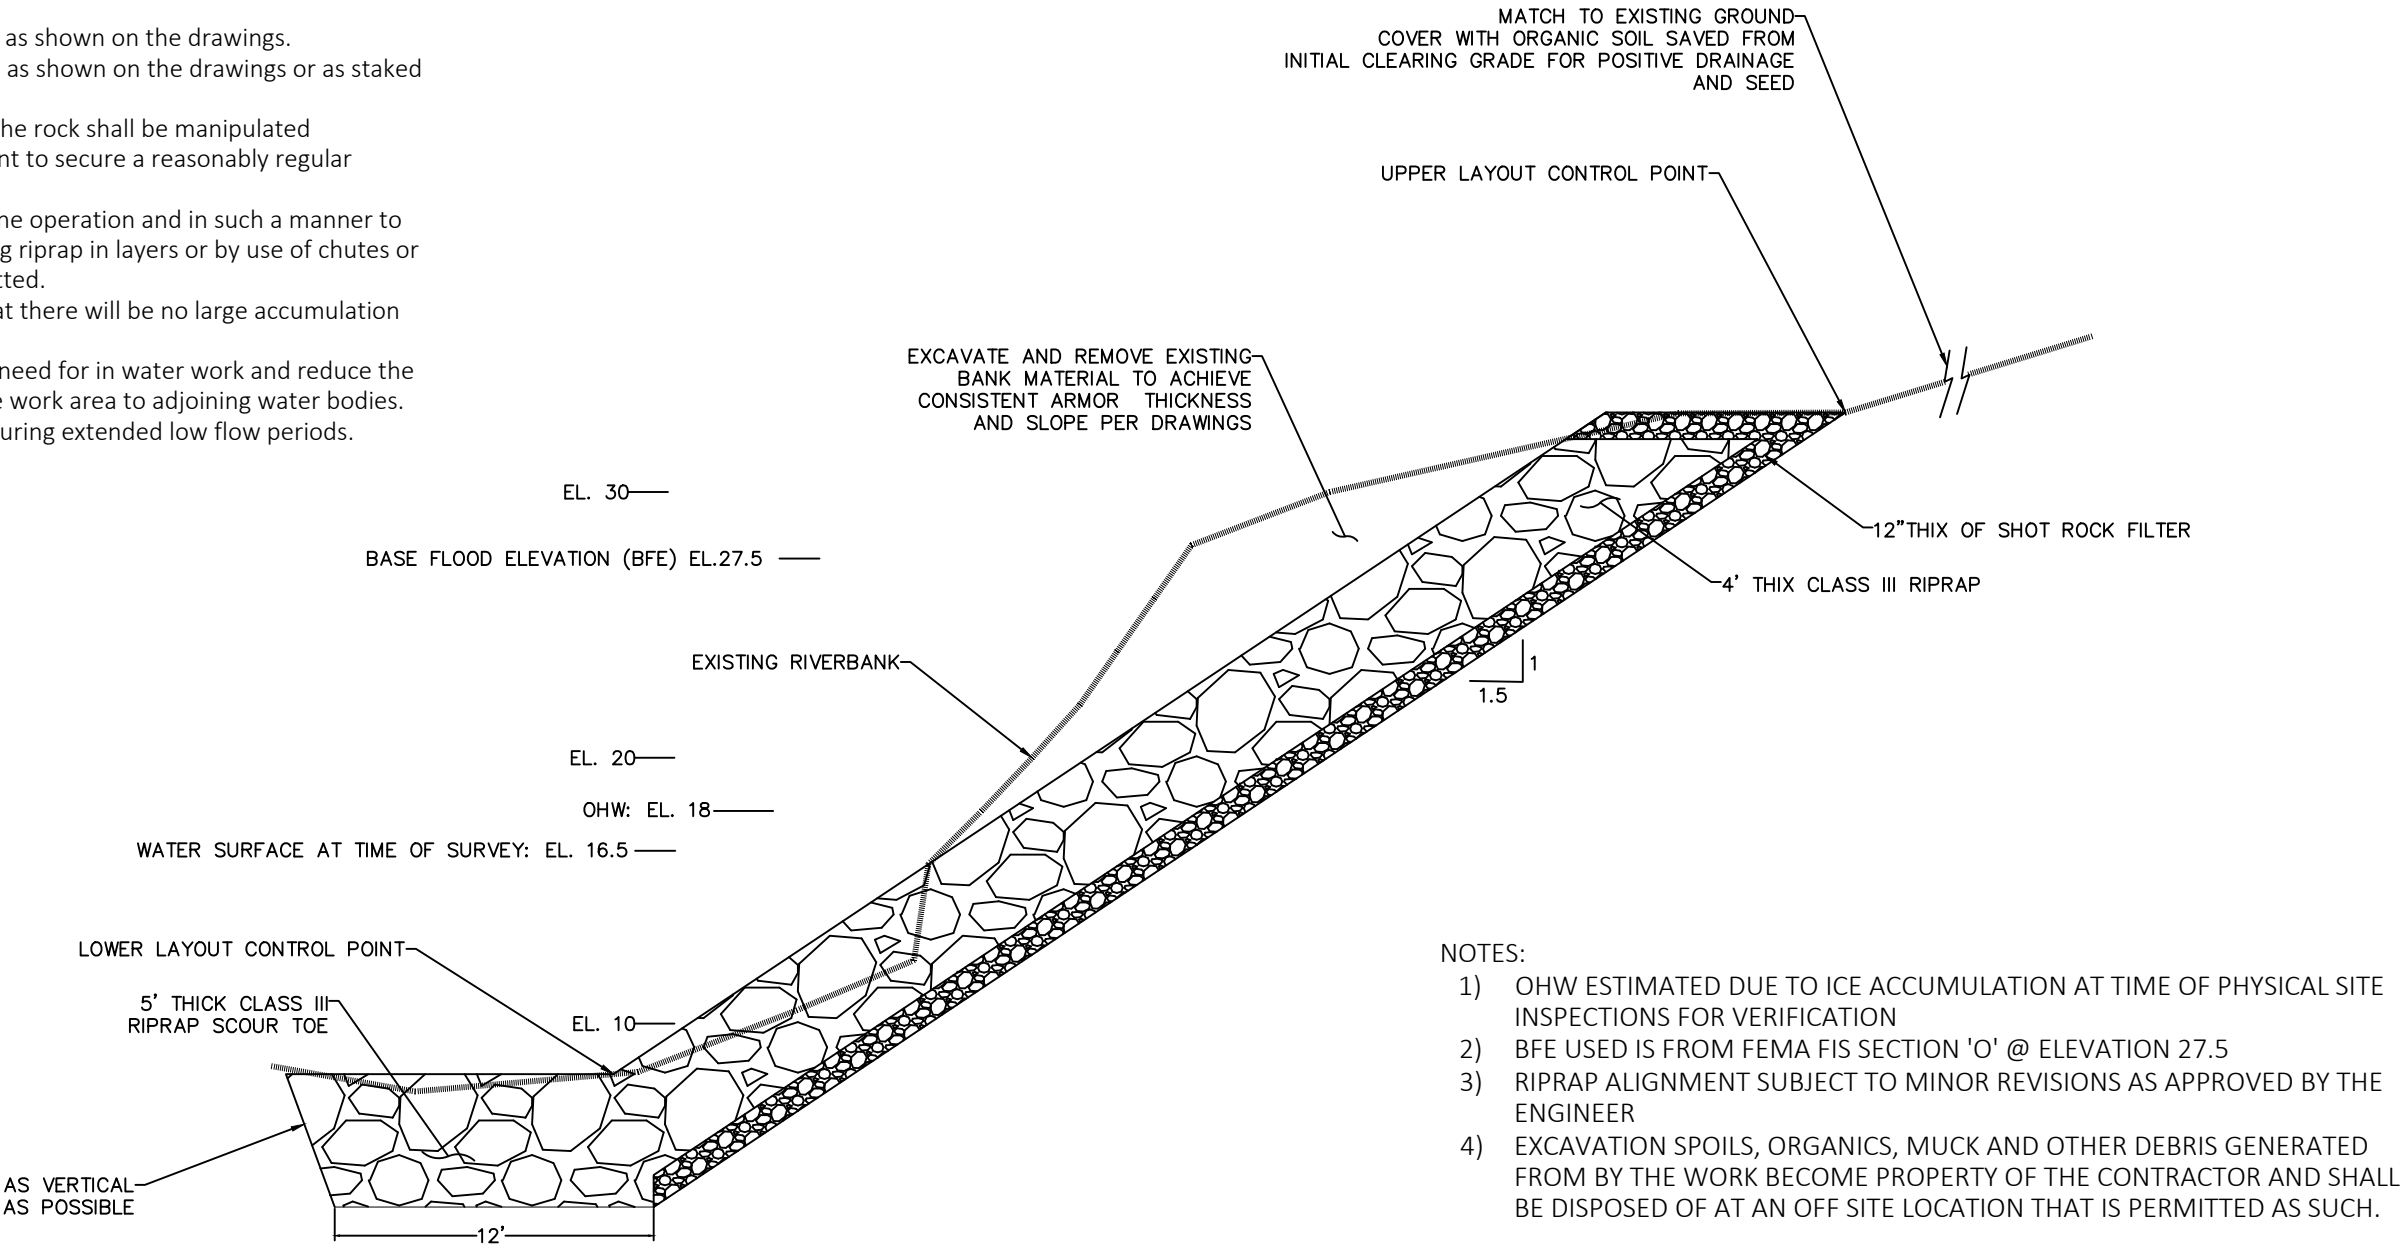 as shown on the drawings.
as shown on the drawings or as staked
he rock shall be manipulated
nt to secure a reasonably regular
ne operation and in such a manner to
g riprap in layers or by use of chutes or
tted.
at there will be no large accumulation
need for in water work and reduce the
e work area to adjoining water bodies.
uring extended low flow periods.
MATCH TO EXISTING GROUND
COVER WITH ORGANIC SOIL SAVED FROM
INITIAL CLEARING GRADE FOR POSITIVE DRAINAGE
AND SEED
UPPER LAYOUT CONTROL POINT
EXCAVATE AND REMOVE EXISTING
BANK MATERIAL TO ACHIEVE
CONSISTENT ARMOR THICKNESS
AND SLOPE PER DRAWINGS
EL. 30
BASE FLOOD ELEVATION (BFE) EL.27.5
12"THIX OF SHOT ROCK FILTER
4' THIX CLASS III RIPRAP
EXISTING RIVERBANK
1
1.5
EL. 20
OHW: EL. 18
WATER SURFACE AT TIME OF SURVEY: EL. 16.5
LOWER LAYOUT CONTROL POINT
5' THICK CLASS III
RIPRAP SCOUR TOE
EL. 10
AS VERTICAL
AS POSSIBLE
12'
NOTES:
1) OHW ESTIMATED DUE TO ICE ACCUMULATION AT TIME OF PHYSICAL SITE
INSPECTIONS FOR VERIFICATION
2) BFE USED IS FROM FEMA FIS SECTION 'O' @ ELEVATION 27.5
3) RIPRAP ALIGNMENT SUBJECT TO MINOR REVISIONS AS APPROVED BY THE
ENGINEER
4) EXCAVATION SPOILS, ORGANICS, MUCK AND OTHER DEBRIS GENERATED
FROM BY THE WORK BECOME PROPERTY OF THE CONTRACTOR AND SHALL
BE DISPOSED OF AT AN OFF SITE LOCATION THAT IS PERMITTED AS SUCH.